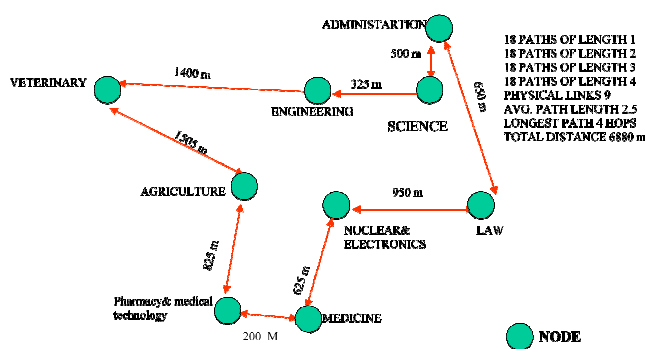 ADMINISTARTION
18 PATHS OF LENGTH 1
18 PATHS OF LENGTH 2
18 PATHS OF LENGTH 3
18 PATHS OF LENGTH 4
PHYSICAL LINKS 9
AVG. PATH LENGTH 2.5
LONGEST PATH 4 HOPS
TOTAL DISTANCE 6880 m
500 m
1400 m
325 m
650 m
VETERINARY
ENGINEERING
SCIENCE
1305 m
AGRICULTURE
950 m
NUCLEAR&
ELECTRONICS
LAW
825 m
625 m
Pharmacy& medical
technology
MEDICINE
200 M
NODE